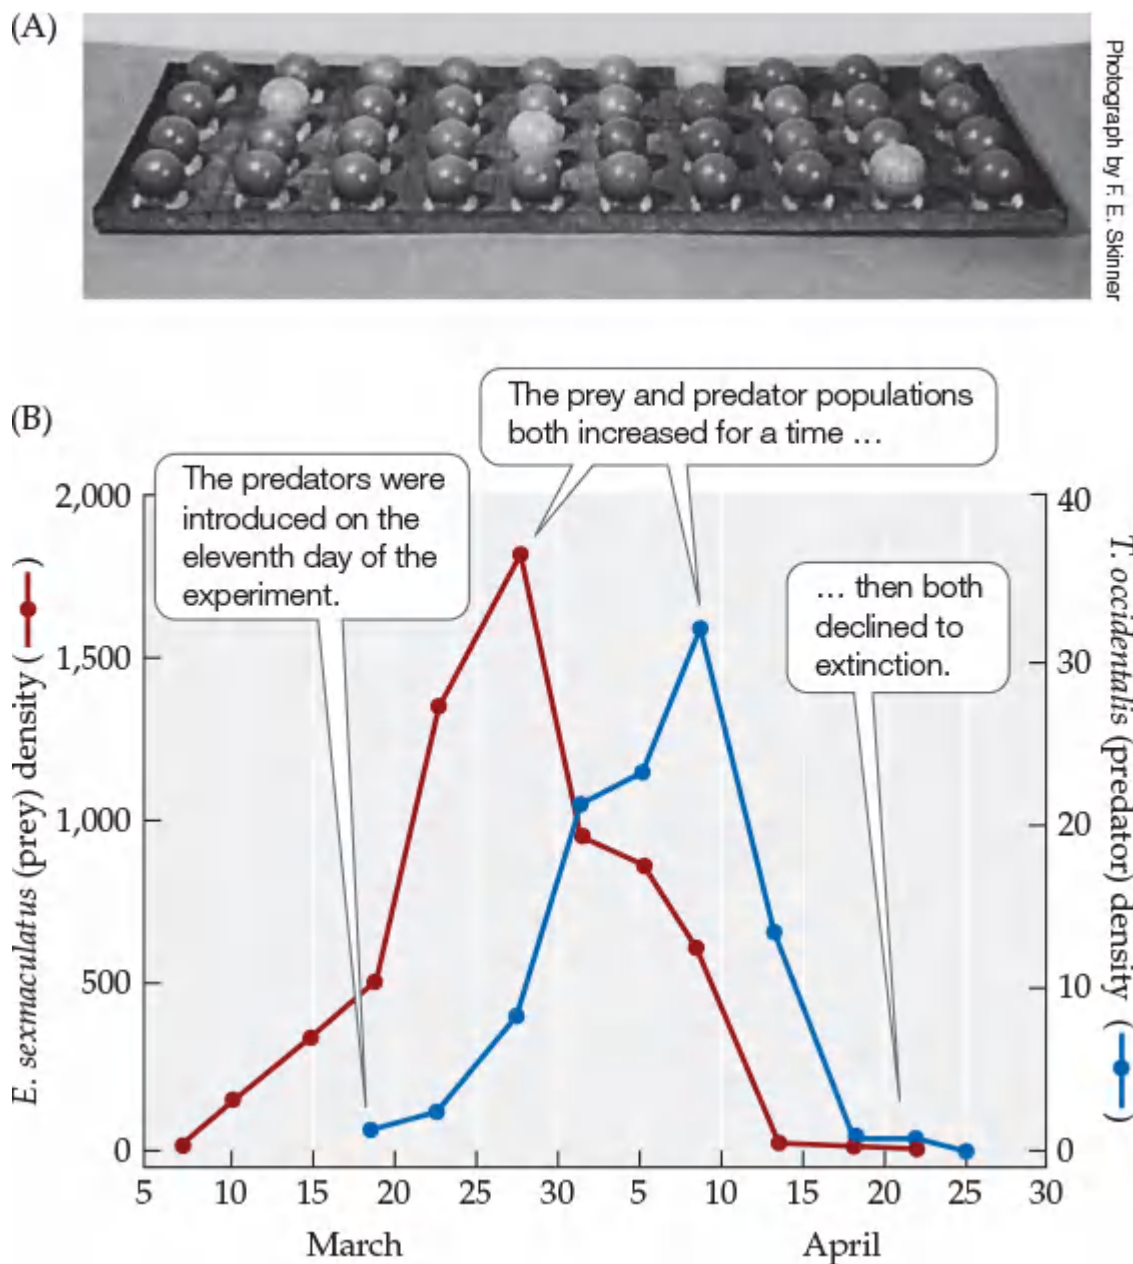 (A)
Photograph by F. E. Skinner
(B)
The prey and predator populations
both increased for a time …
The predators were
introduced on the
eleventh day of the
experiment.
… then both
declined to
extinction.
E. sexmaculatus (prey) density ( )
2,000
1,500
1,000
500
0
40
30
20
10
0
T. occidentalis (predator) density ( )
5 10 15 20 25 30 5 10 15 20 25 30
March April